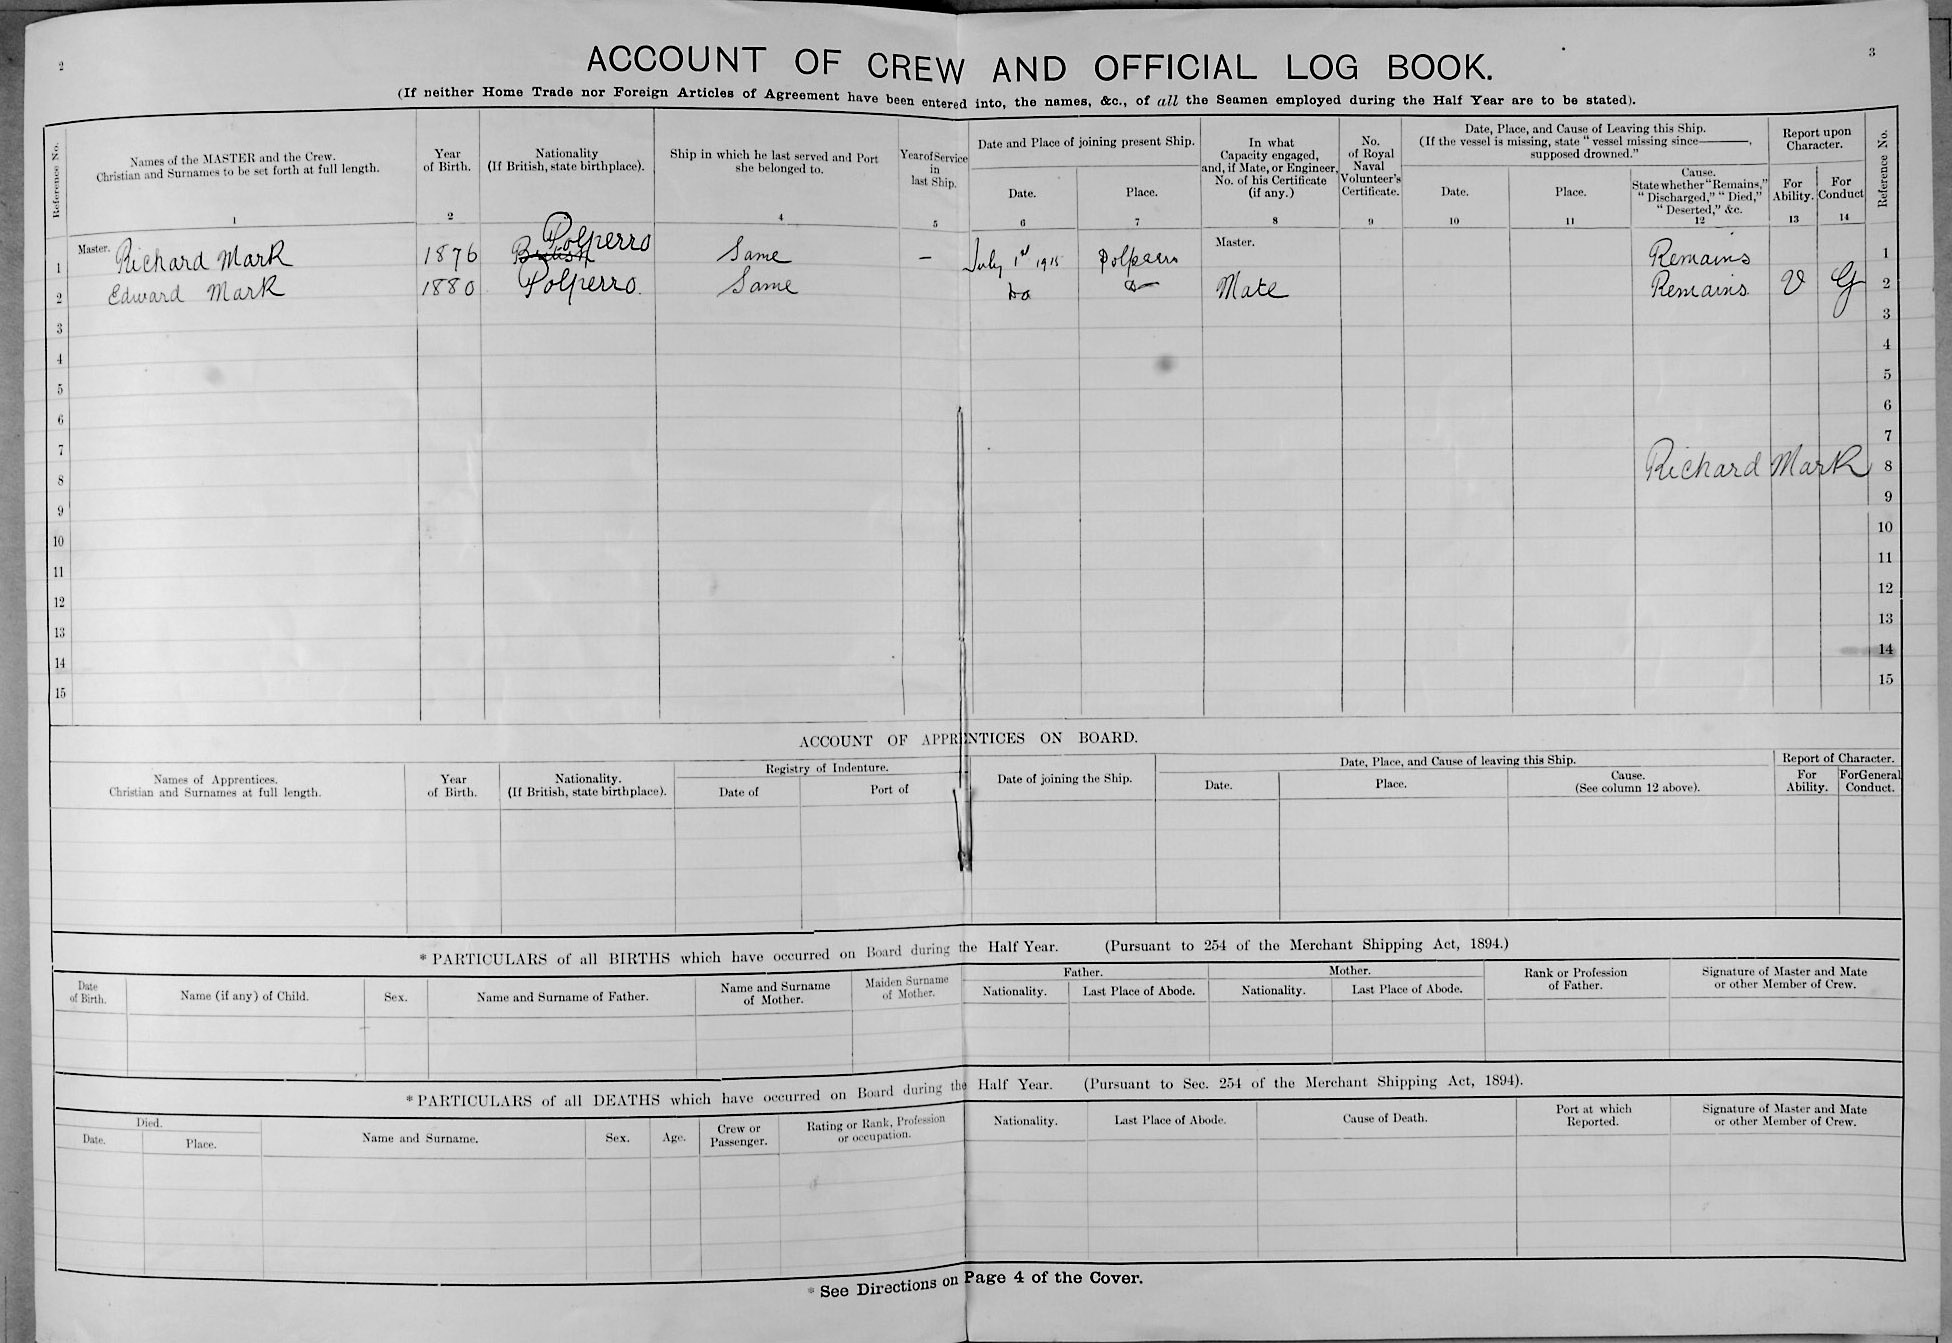 2
3
ACCOUNT OF CREW AND OFFICIAL LOG BOOK.
(If neither Home Trade nor Foreign Articles of Agreement have been entered into, the names, &c., of all the Seamen employed during the Half Year are to be stated).
Reference No.
Names of the MASTER and the Crew.
Christian and Surnames to be set forth at full length.
1
Year
of Birth.
2
Nationality
(If British, state birthplace).
Ship in which he last served and Port
she belonged to.
4
Year of Service
in
last Ship.
5
Date and Place of joining present Ship.
Date.
6
Place.
7
In what
Capacity engaged,
and, if Mate, or Engineer,
No. of his Certificate
(if any.)
8
No.
of Royal
Naval
Volunteer's
Certificate.
9
Date, Place, and Cause of Leaving this Ship.
(If the vessel is missing, state "vessel missing since ———,
supposed drowned."
Date.
10
Place.
11
Cause.
State whether "Remains,"
"Discharged," "Died,"
"Deserted," &c.
12
Report upon
Character.
For
Ability.
13
For
Conduct
14
Reference No.
1 Master. Richard Mark 1876 British Polperro Same — July 1st 1915 Polperro Master. Remains 1
2 Edward Mark 1880 Polperro. Same Do Do Mate Remains V G 2
3 3
4 4
5 5
6 6
7 7
8 Richard Mark 8
9 9
10 10
11 11
12 12
13 13
14 14
15 15
ACCOUNT OF APPRENTICES ON BOARD.
Names of Apprentices.
Christian and Surnames at full length.
Year
of Birth.
Nationality.
(If British, state birthplace).
Registry of Indenture.
Date of
Port of
Date of joining the Ship.
Date, Place, and Cause of leaving this Ship.
Date.
Place.
Cause.
(See column 12 above).
Report of Character.
For
Ability.
For General
Conduct.
* PARTICULARS of all BIRTHS which have occurred on Board during the Half Year. (Pursuant to 254 of the Merchant Shipping Act, 1894.)
Date
of Birth.
Name (if any) of Child.
Sex.
Name and Surname of Father.
Name and Surname
of Mother.
Maiden Surname
of Mother.
Father.
Nationality.
Last Place of Abode.
Mother.
Nationality.
Last Place of Abode.
Rank or Profession
of Father.
Signature of Master and Mate
or other Member of Crew.
* PARTICULARS of all DEATHS which have occurred on Board during the Half Year. (Pursuant to Sec. 254 of the Merchant Shipping Act, 1894).
Died.
Date.
Place.
Name and Surname.
Sex.
Age.
Crew or
Passenger.
Rating or Rank, Profession
or occupation.
Nationality.
Last Place of Abode.
Cause of Death.
Port at which
Reported.
Signature of Master and Mate
or other Member of Crew.
* See Directions on Page 4 of the Cover.